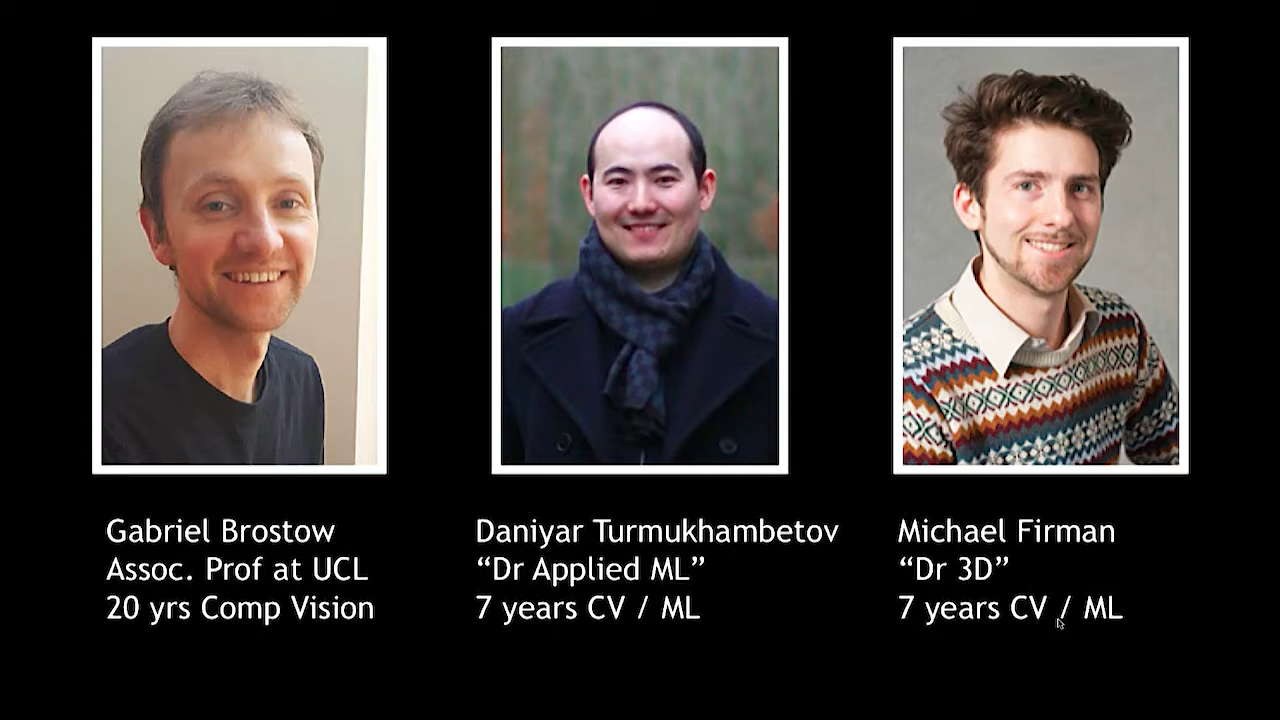 Gabriel Brostow
Assoc. Prof at UCL
20 yrs Comp Vision
Daniyar Turmukhambetov
“Dr Applied ML”
7 years CV / ML
Michael Firman
“Dr 3D”
7 years CV / ML